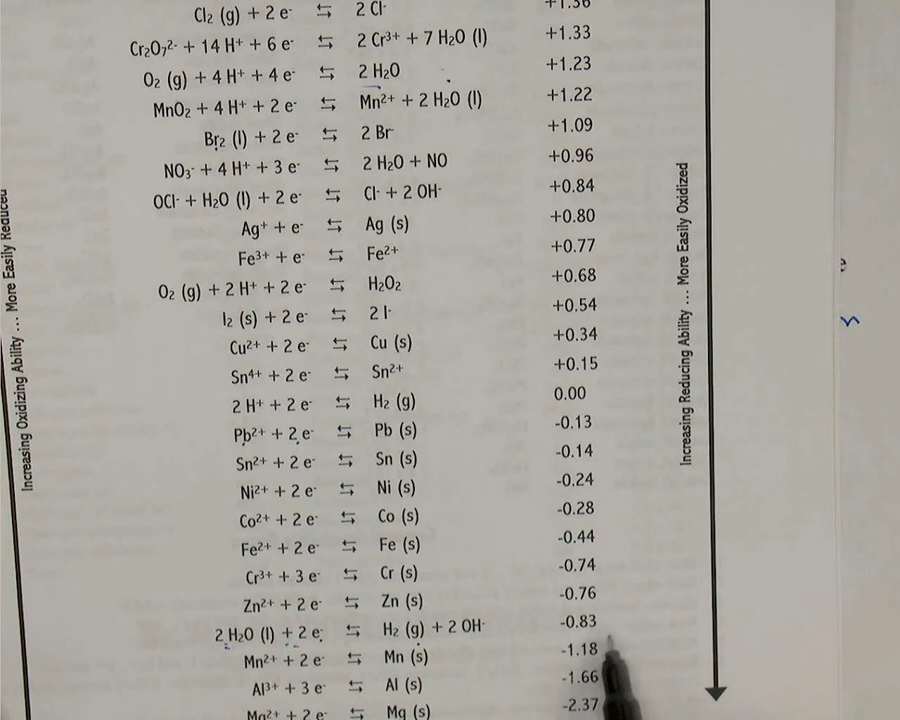 Cl₂ (g) + 2 e⁻ ⇆ 2 Cl⁻ +1.36
Cr₂O₇²⁻ + 14 H⁺ + 6 e⁻ ⇆ 2 Cr³⁺ + 7 H₂O (l) +1.33
O₂ (g) + 4 H⁺ + 4 e⁻ ⇆ 2 H₂O +1.23
MnO₂ + 4 H⁺ + 2 e⁻ ⇆ Mn²⁺ + 2 H₂O (l) +1.22
Br₂ (l) + 2 e⁻ ⇆ 2 Br⁻ +1.09
NO₃⁻ + 4 H⁺ + 3 e⁻ ⇆ 2 H₂O + NO +0.96
OCl⁻ + H₂O (l) + 2 e⁻ ⇆ Cl⁻ + 2 OH⁻ +0.84
Ag⁺ + e⁻ ⇆ Ag (s) +0.80
Fe³⁺ + e⁻ ⇆ Fe²⁺ +0.77
O₂ (g) + 2 H⁺ + 2 e⁻ ⇆ H₂O₂ +0.68
I₂ (s) + 2 e⁻ ⇆ 2 I⁻ +0.54
Cu²⁺ + 2 e⁻ ⇆ Cu (s) +0.34
Sn⁴⁺ + 2 e⁻ ⇆ Sn²⁺ +0.15
2 H⁺ + 2 e⁻ ⇆ H₂ (g) 0.00
Pb²⁺ + 2 e⁻ ⇆ Pb (s) -0.13
Sn²⁺ + 2 e⁻ ⇆ Sn (s) -0.14
Ni²⁺ + 2 e⁻ ⇆ Ni (s) -0.24
Co²⁺ + 2 e⁻ ⇆ Co (s) -0.28
Fe²⁺ + 2 e⁻ ⇆ Fe (s) -0.44
Cr³⁺ + 3 e⁻ ⇆ Cr (s) -0.74
Zn²⁺ + 2 e⁻ ⇆ Zn (s) -0.76
2 H₂O (l) + 2 e⁻ ⇆ H₂ (g) + 2 OH⁻ -0.83
Mn²⁺ + 2 e⁻ ⇆ Mn (s) -1.18
Al³⁺ + 3 e⁻ ⇆ Al (s) -1.66
Mg²⁺ + 2 e⁻ ⇆ Mg (s) -2.37
Increasing Oxidizing Ability ... More Easily Reduced
Increasing Reducing Ability ... More Easily Oxidized